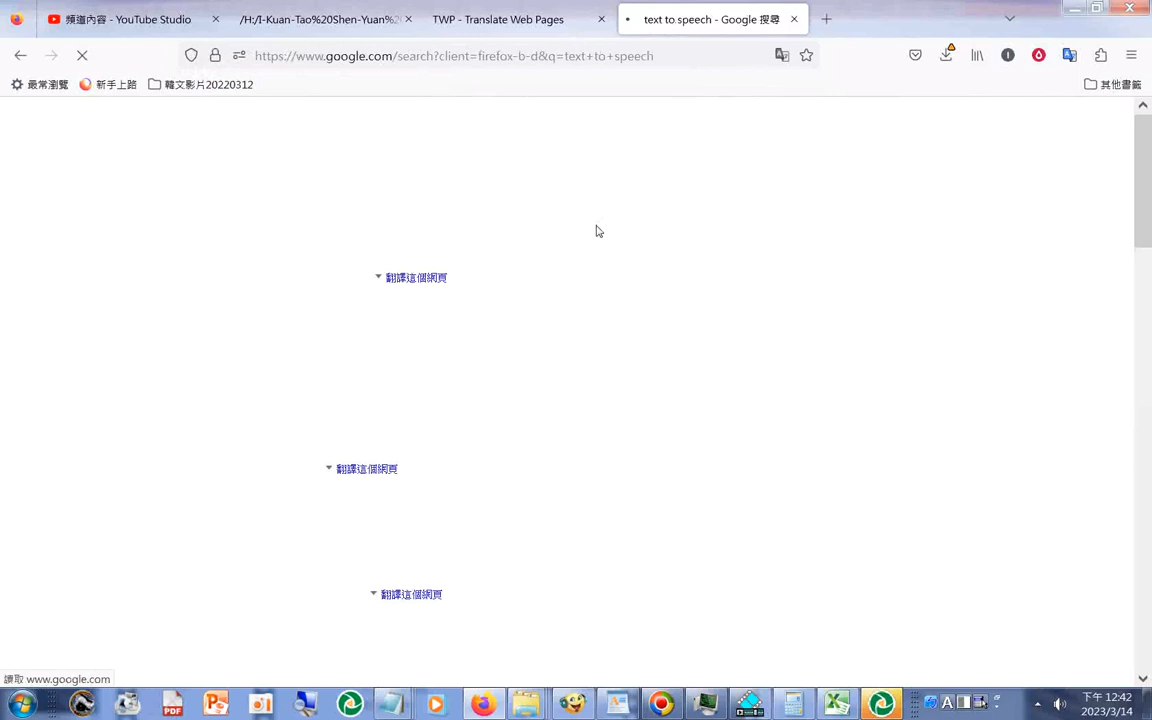 頻道內容 - YouTube Studio
/H:/I-Kuan-Tao%20Shen-Yuan%2
TWP - Translate Web Pages
text to speech - Google 搜尋
https://www.google.com/search?client=firefox-b-d&q=text+to+speech
最常瀏覽
新手上路
韓文影片20220312
其他書籤
翻譯這個網頁
翻譯這個網頁
翻譯這個網頁
讀取 www.google.com
下午 12:42
2023/3/14